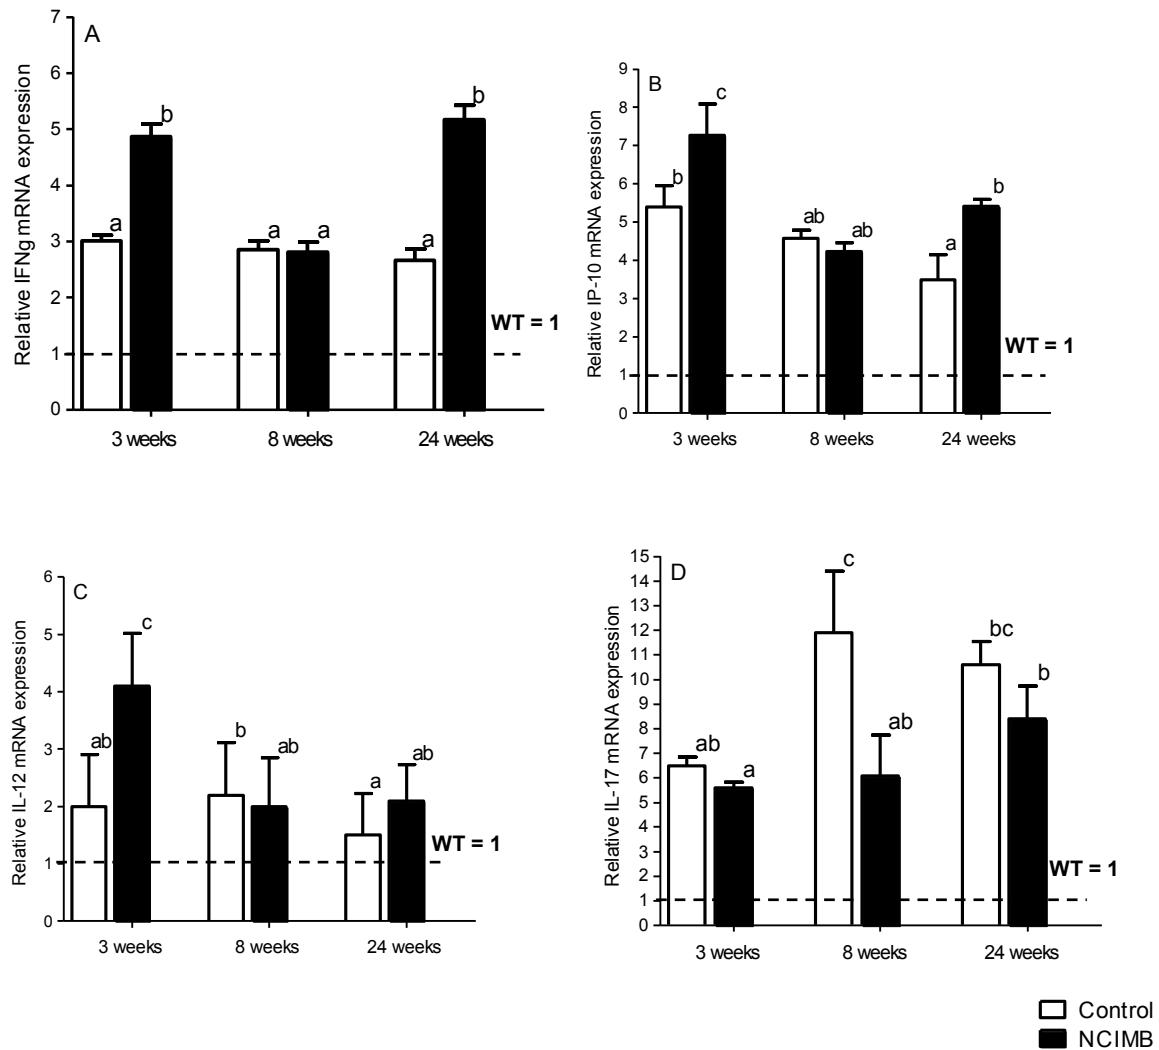 A
Relative IFNg mRNA expression
7
6
5
4
3
2
1
0
a
b
a
a
a
b
WT = 1
3 weeks
8 weeks
24 weeks
B
Relative IP-10 mRNA expression
9
8
7
6
5
4
3
2
1
0
b
c
ab
ab
a
b
WT = 1
3 weeks
8 weeks
24 weeks
C
Relative IL-12 mRNA expression
6
5
4
3
2
1
0
ab
c
b
ab
a
ab
WT = 1
3 weeks
8 weeks
24 weeks
D
Relative IL-17 mRNA expression
15
14
13
12
11
10
9
8
7
6
5
4
3
2
1
0
ab
a
c
ab
bc
b
WT = 1
3 weeks
8 weeks
24 weeks
Control
NCIMB